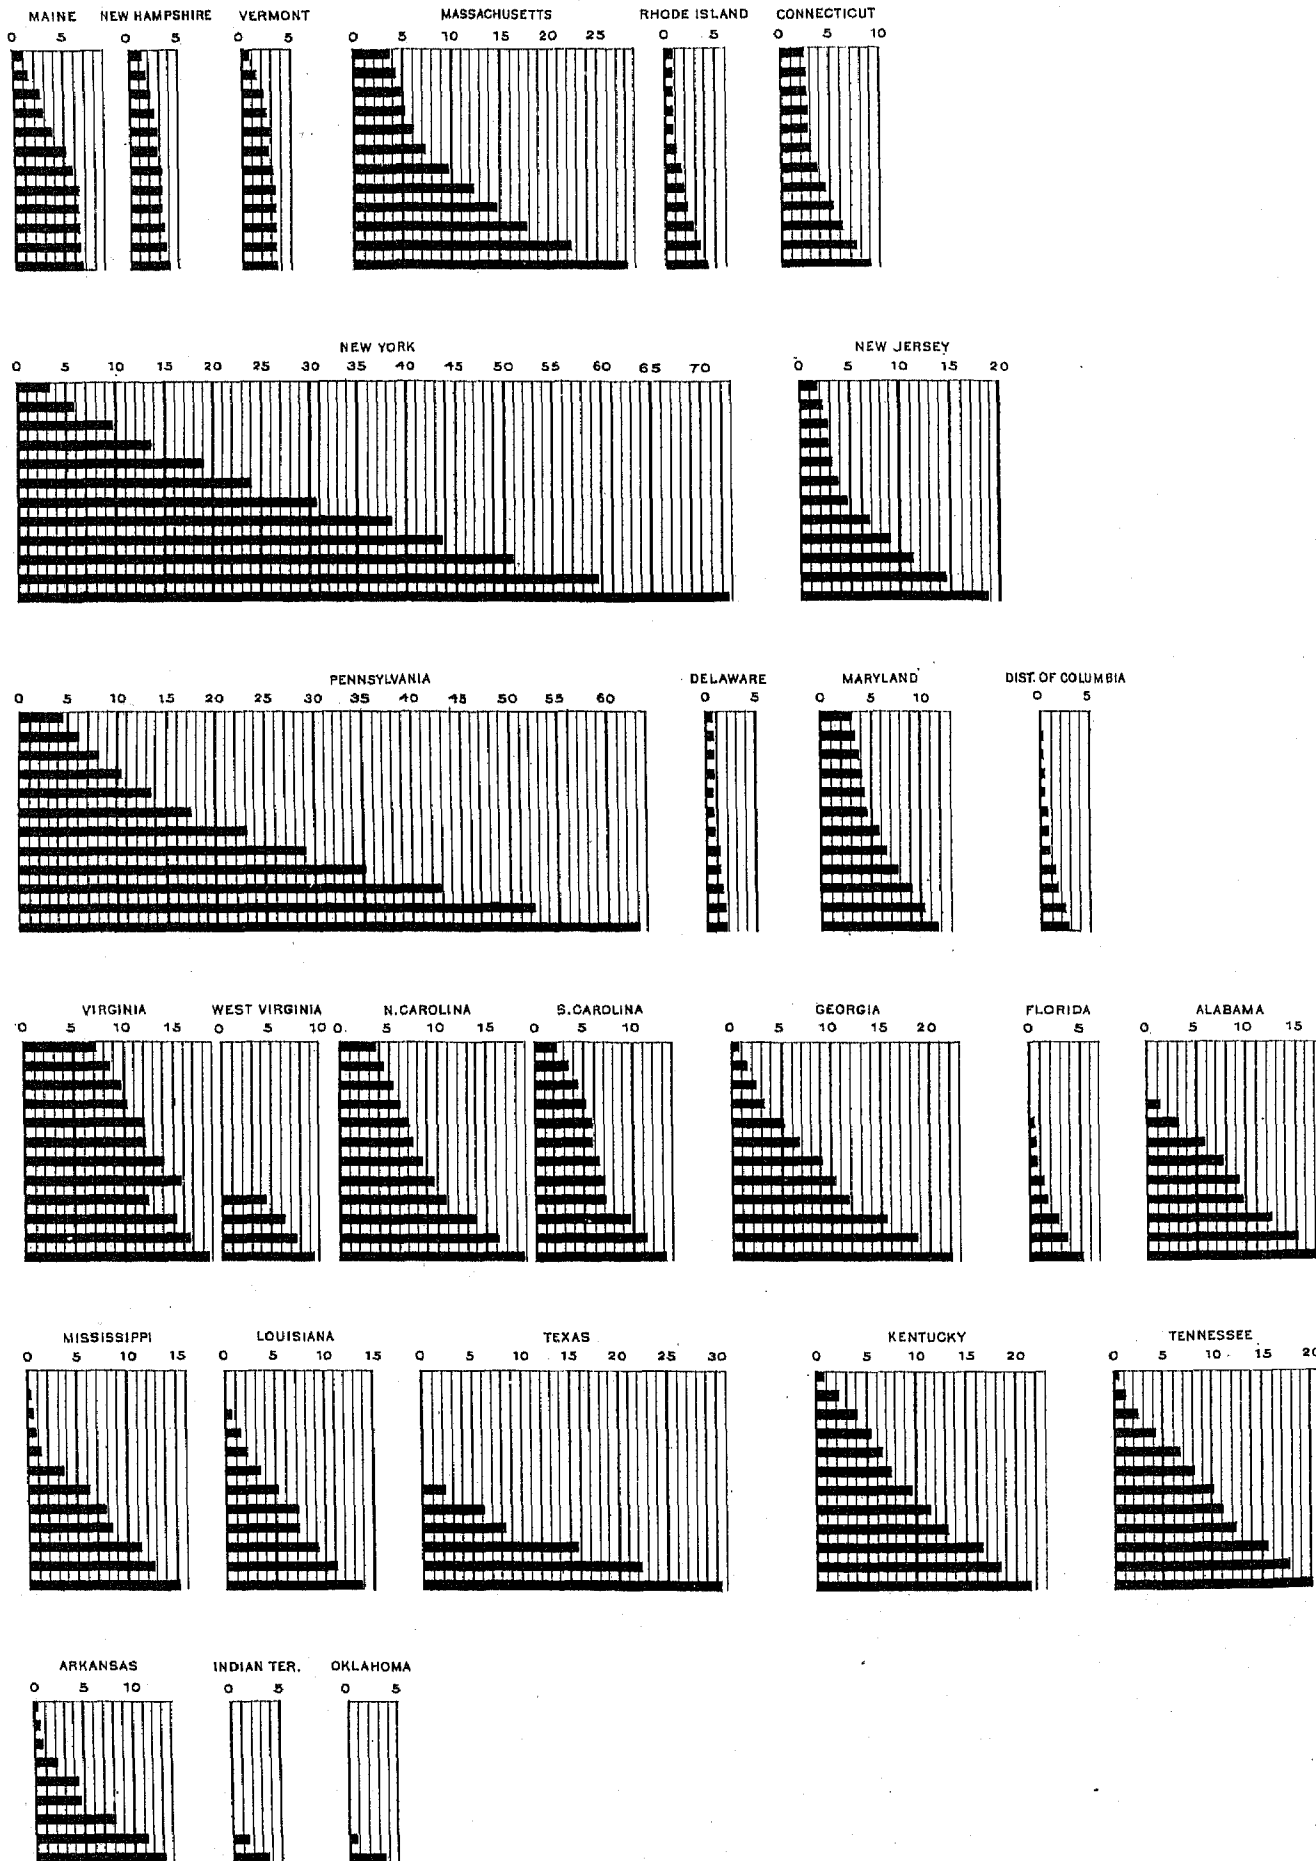 MAINE NEW HAMPSHIRE VERMONT MASSACHUSETTS RHODE ISLAND CONNECTICUT
0 5 0 5 0 5 0 5 10 15 20 25 0 5 0 5 10
NEW YORK NEW JERSEY
0 5 10 15 20 25 30 35 40 45 50 55 60 65 70 0 5 10 15 20
PENNSYLVANIA DELAWARE MARYLAND DIST. OF COLUMBIA
0 5 10 15 20 25 30 35 40 45 50 55 60 0 5 0 5 10 0 5
VIRGINIA WEST VIRGINIA N. CAROLINA S. CAROLINA GEORGIA FLORIDA ALABAMA
0 5 10 15 0 5 10 0 5 10 15 0 5 10 0 5 10 15 20 0 5 0 5 10 15
MISSISSIPPI LOUISIANA TEXAS KENTUCKY TENNESSEE
0 5 10 15 0 5 10 15 0 5 10 15 20 25 30 0 5 10 15 20 0 5 10 15 20
ARKANSAS INDIAN TER. OKLAHOMA
0 5 10 0 5 0 5